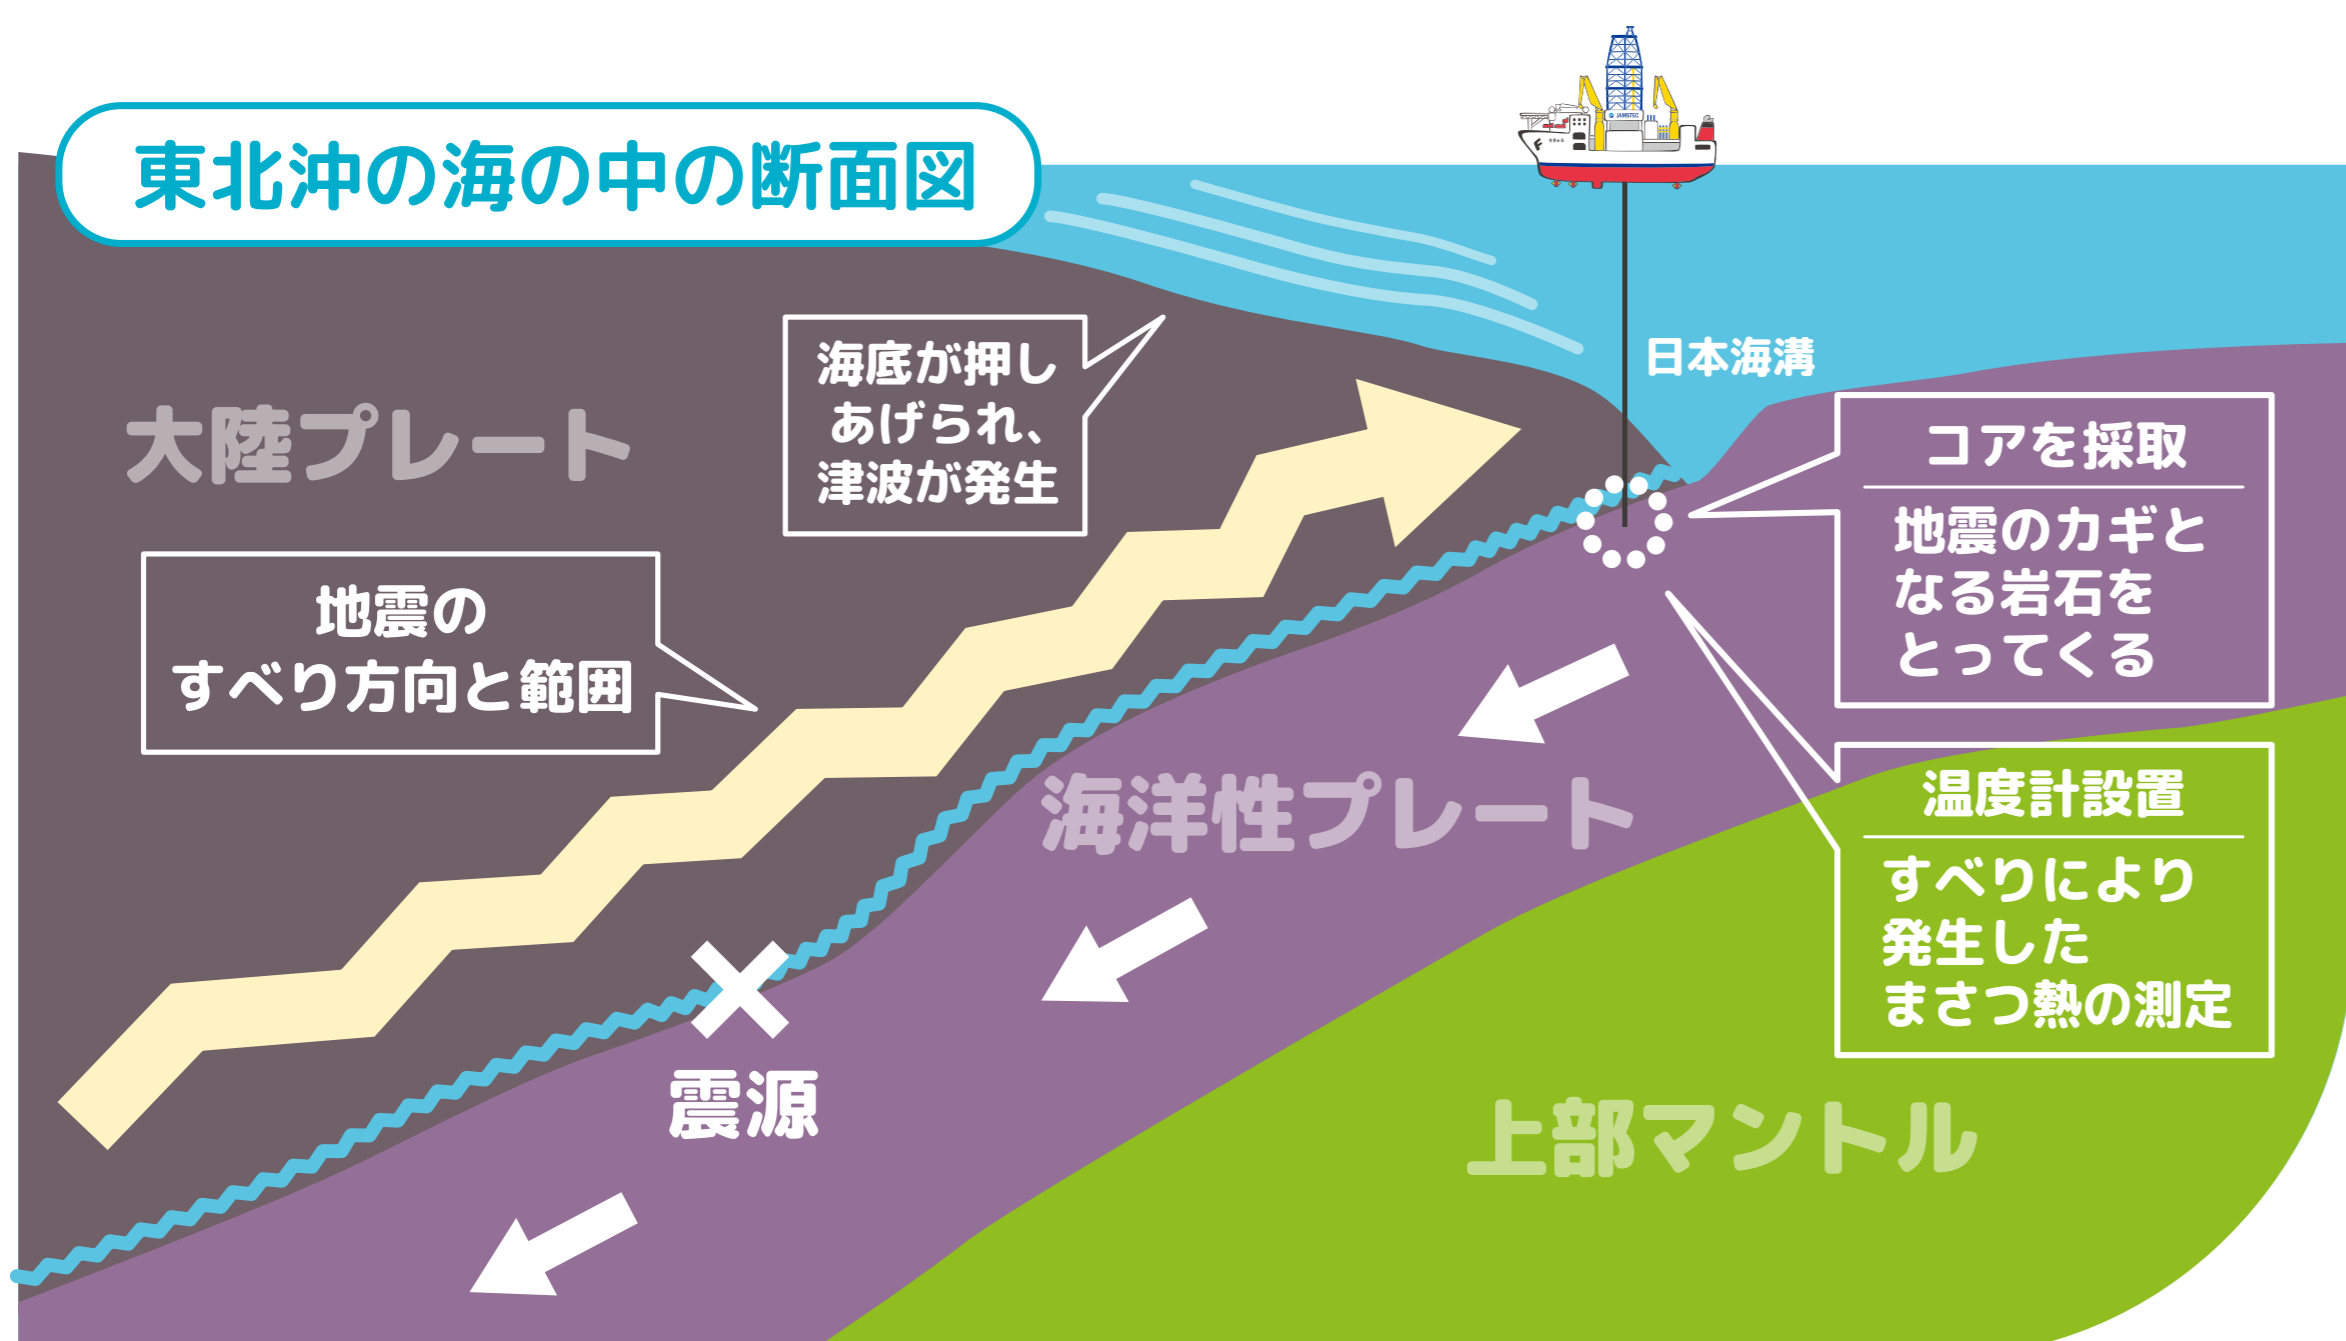 東北沖の海の中の断面図
JAMSTEC
日本海溝
海底が押し
あげられ、
津波が発生
大陸プレート
コアを採取
地震のカギと
なる岩石を
とってくる
地震の
すべり方向と範囲
海洋性プレート
温度計設置
すべりにより
発生した
まさつ熱の測定
震源
上部マントル